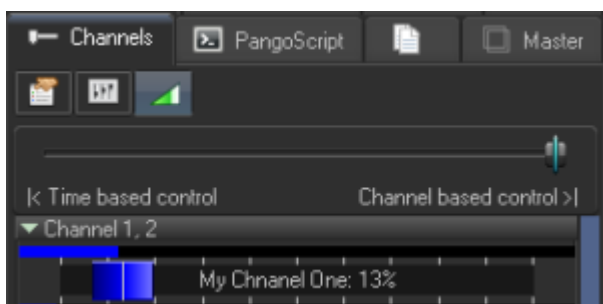 Channels PangoScript Master
|< Time based control Channel based control >|
Channel 1, 2
My Chnanel One: 13%